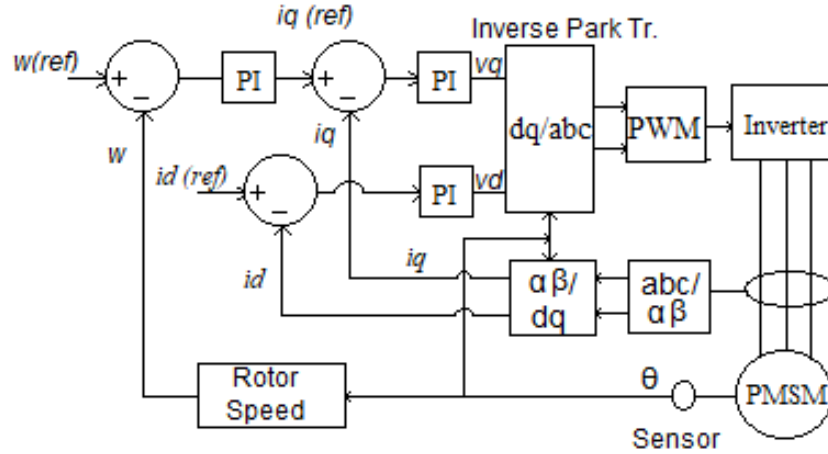 iq (ref)
Inverse Park Tr.
w(ref)
+
−
PI
+
−
PI
vq
dq/abc
PWM
Inverter
w
iq
id (ref)
+
−
PI
vd
id
iq
αβ/
dq
abc/
αβ
Rotor
Speed
θ
Sensor
PMSM